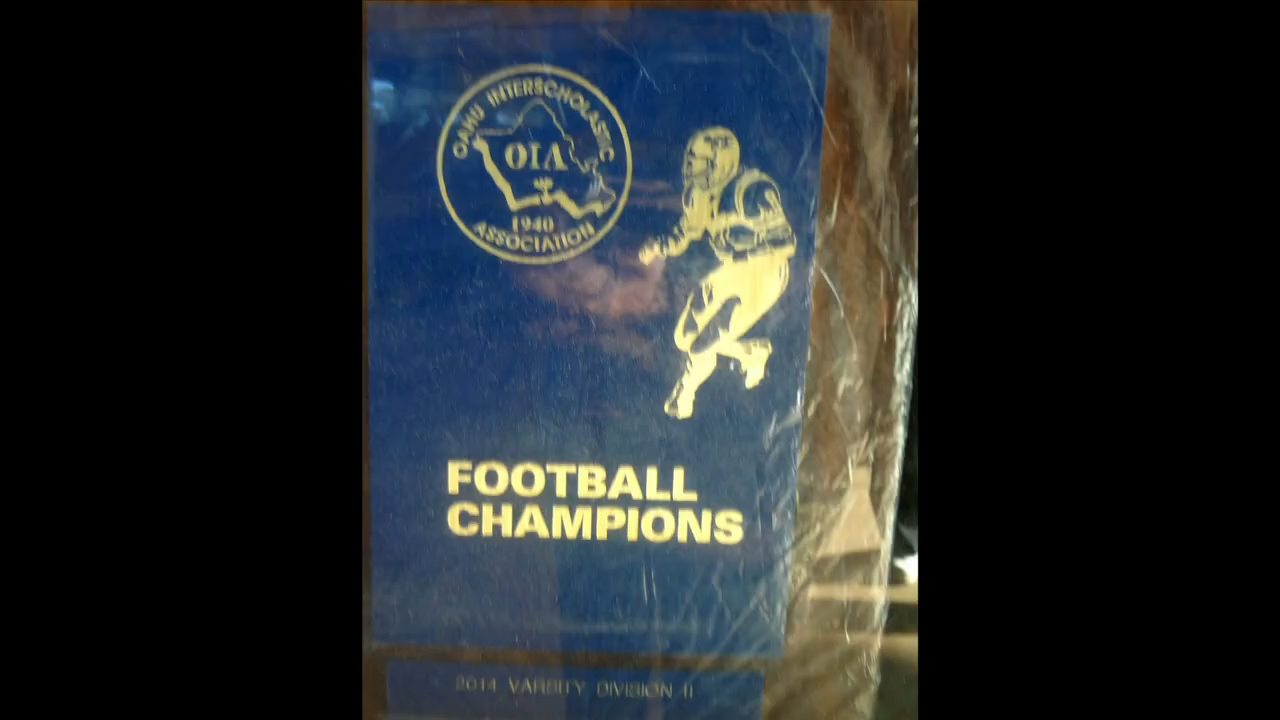 OAHU INTERSCHOLASTIC
OIA
1940
ASSOCIATION
FOOTBALL
CHAMPIONS
2014 VARSITY DIVISION II